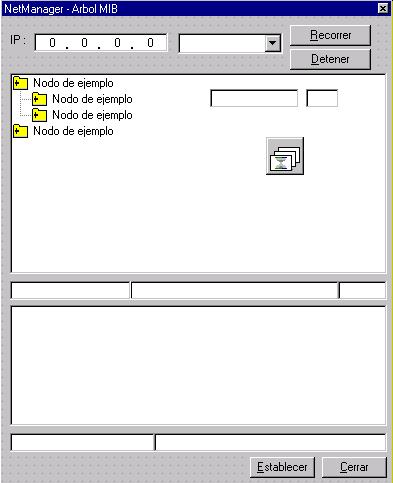 NetManager - Arbol MIB
IP : 0 . 0 . 0 . 0
Recorrer
Detener
Nodo de ejemplo
Nodo de ejemplo
Nodo de ejemplo
Nodo de ejemplo
Establecer Cerrar